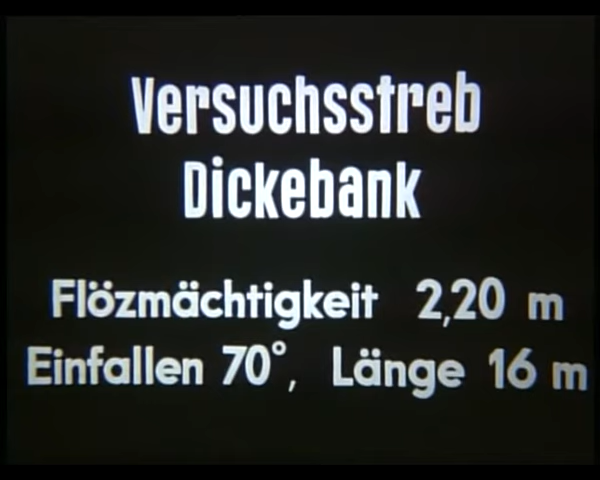 Versuchsstreb
Dickebank
Flözmächtigkeit 2,20 m
Einfallen 70°, Länge 16 m